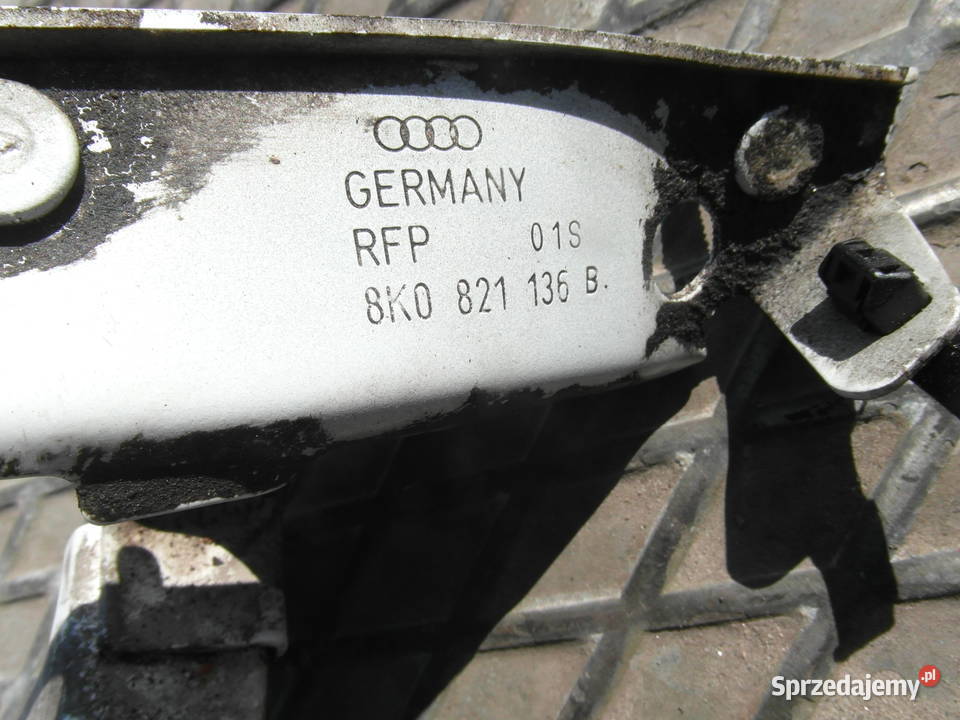 GERMANY
RFP 01S
8K0 821 136 B.
Sprzedajemy.pl